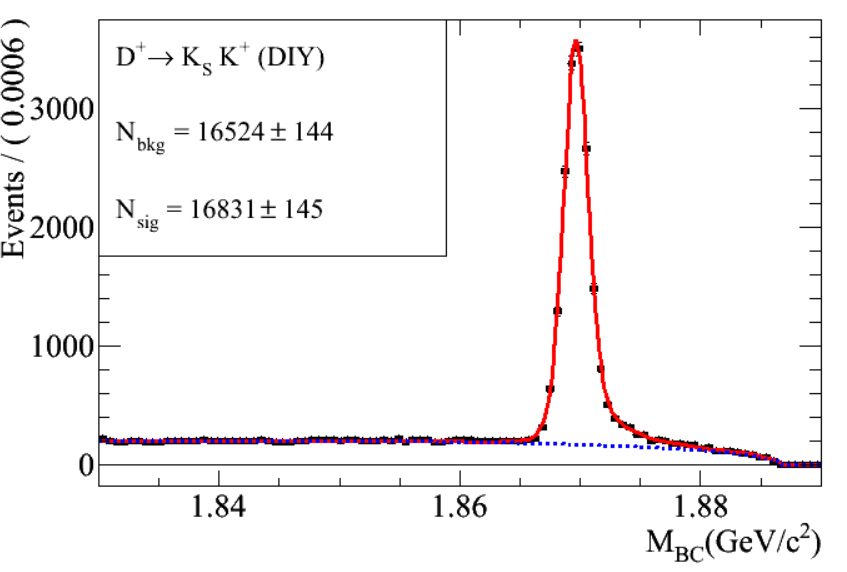 D⁺→ K_S K⁺ (DIY)
N_bkg = 16524 ± 144
N_sig = 16831 ± 145
Events / ( 0.0006 )
3000
2000
1000
0
1.84 1.86 1.88
M_BC(GeV/c²)